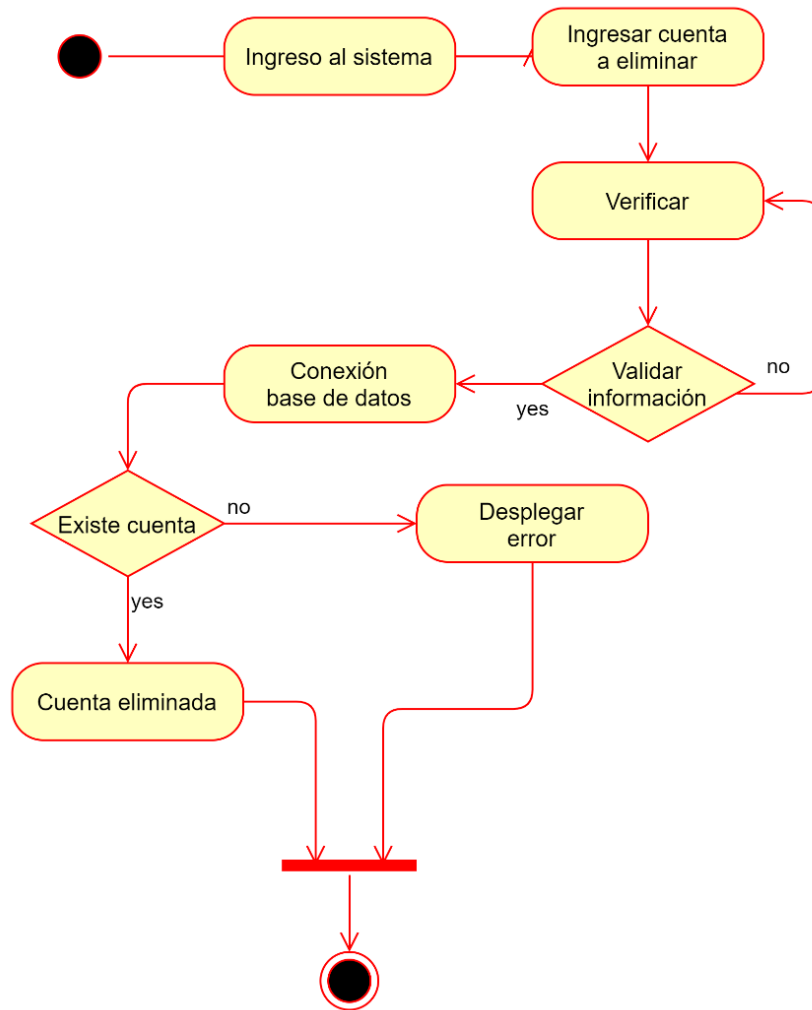 Ingreso al sistema
Ingresar cuenta
a eliminar
Verificar
Validar
información
no
yes
Conexión
base de datos
Existe cuenta
no
Desplegar
error
yes
Cuenta eliminada